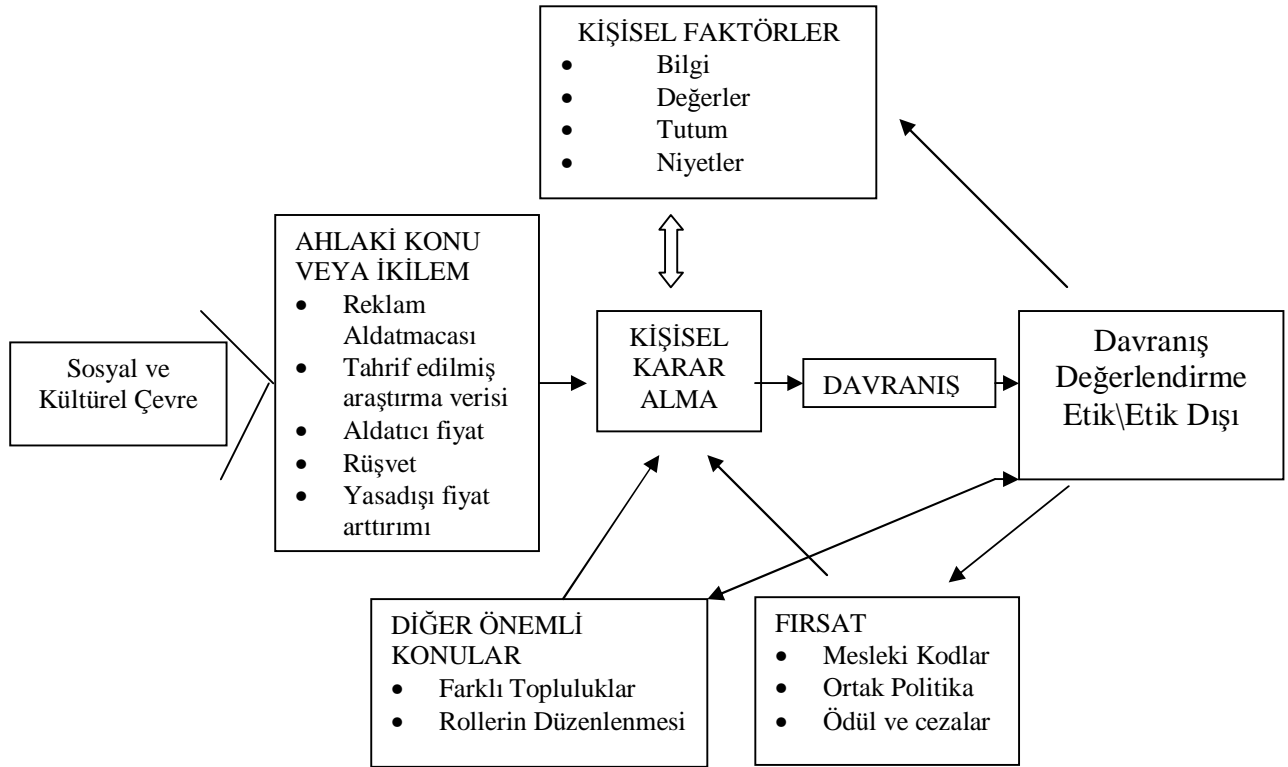 KİŞİSEL FAKTÖRLER
• Bilgi
• Değerler
• Tutum
• Niyetler
AHLAKİ KONU
VEYA İKİLEM
• Reklam
Aldatmacası
• Tahrif edilmiş
araştırma verisi
• Aldatıcı fiyat
• Rüşvet
• Yasadışı fiyat
arttırımı
Sosyal ve
Kültürel Çevre
KİŞİSEL
KARAR
ALMA
DAVRANIŞ
Davranış
Değerlendirme
Etik\Etik Dışı
DİĞER ÖNEMLİ
KONULAR
• Farklı Topluluklar
• Rollerin Düzenlenmesi
FIRSAT
• Mesleki Kodlar
• Ortak Politika
• Ödül ve cezalar